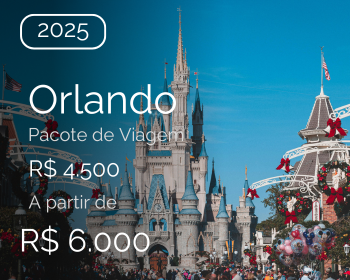 2025
Orlando
Pacote de Viagem
R$ 4.500
A partir de
R$ 6.000